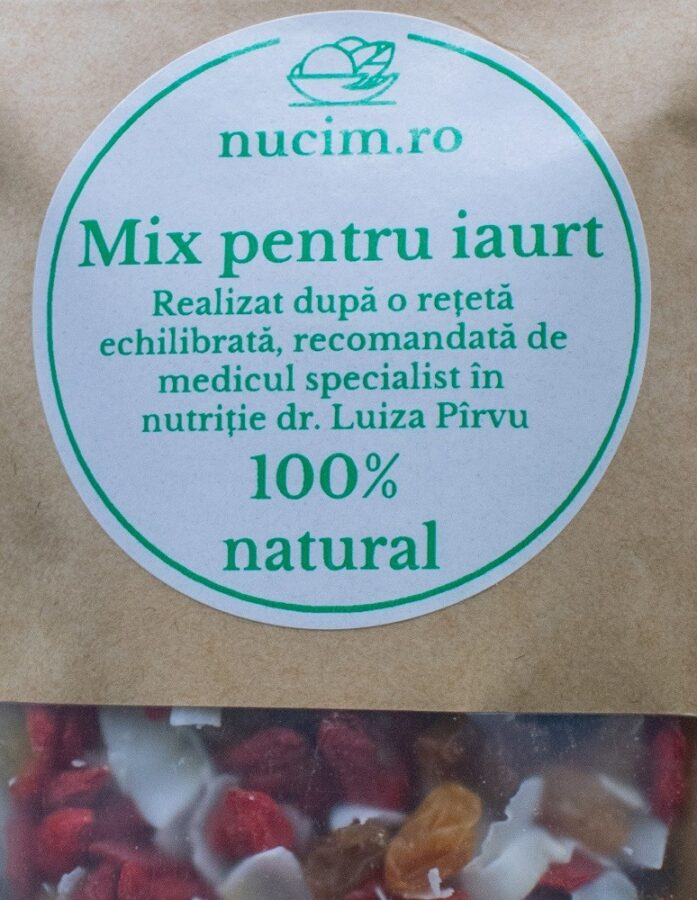 nucim.ro
Mix pentru iaurt
Realizat după o rețetă
echilibrată, recomandată de
medicul specialist în
nutriție dr. Luiza Pîrvu
100%
natural